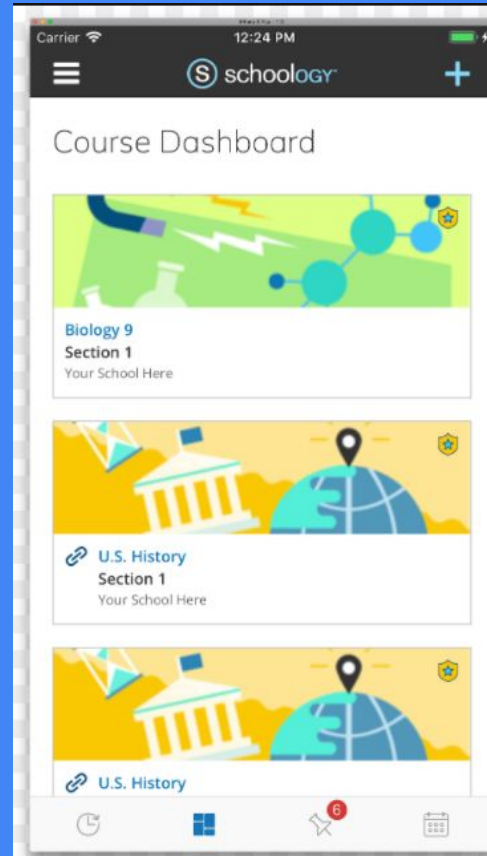 Carrier 12:24 PM
S schoology
Course Dashboard
Biology 9
Section 1
Your School Here
U.S. History
Section 1
Your School Here
U.S. History
6